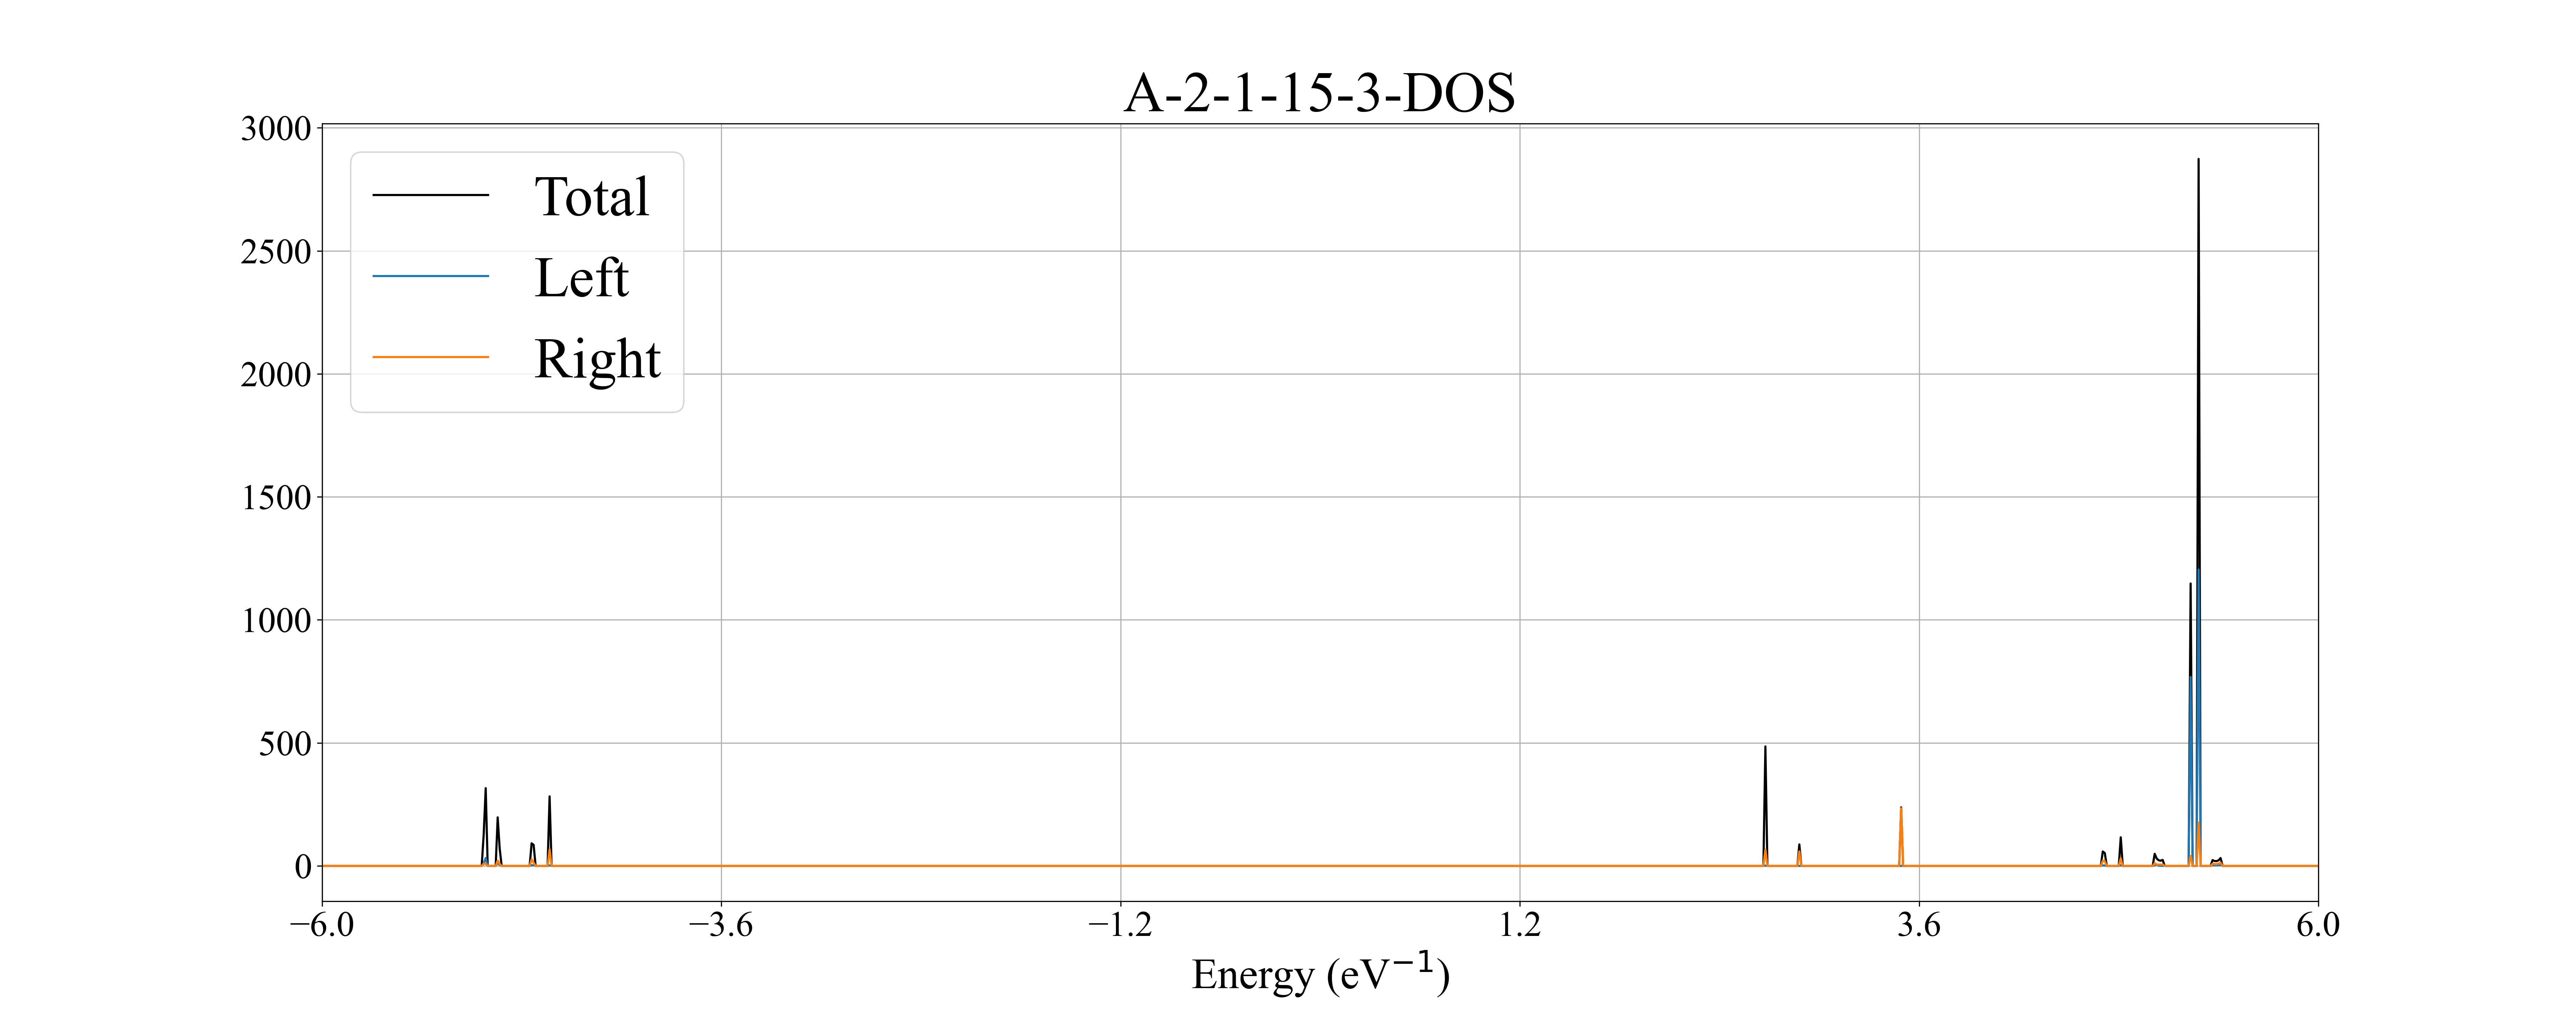 A-2-1-15-3-DOS
3000
2500
2000
1500
1000
500
0
Total
Left
Right
−6.0 −3.6 −1.2 1.2 3.6 6.0
Energy (eV⁻¹)